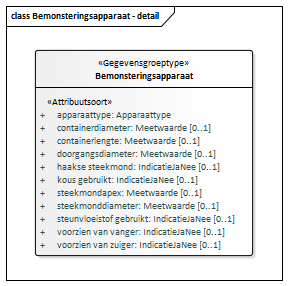 class Bemonsteringsapparaat - detail
«Gegevensgroeptype»
Bemonsteringsapparaat
«Attribuutsoort»
+ apparaattype: Apparaattype
+ containerdiameter: Meetwaarde [0..1]
+ containerlengte: Meetwaarde [0..1]
+ doorgangsdiameter: Meetwaarde [0..1]
+ haakse steekmond: IndicatieJaNee [0..1]
+ kous gebruikt: IndicatieJaNee [0..1]
+ steekmondapex: Meetwaarde [0..1]
+ steekmonddiameter: Meetwaarde [0..1]
+ steunvloeistof gebruikt: IndicatieJaNee [0..1]
+ voorzien van vanger: IndicatieJaNee [0..1]
+ voorzien van zuiger: IndicatieJaNee [0..1]